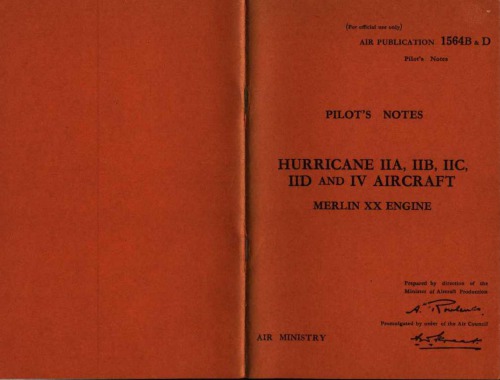 (For official use only)
AIR PUBLICATION 1564B & D
Pilot's Notes
PILOT'S NOTES
HURRICANE IIA, IIB, IIC,
IID AND IV AIRCRAFT
MERLIN XX ENGINE
Prepared by direction of the
Minister of Aircraft Production
Promulgated by order of the Air Council
AIR MINISTRY